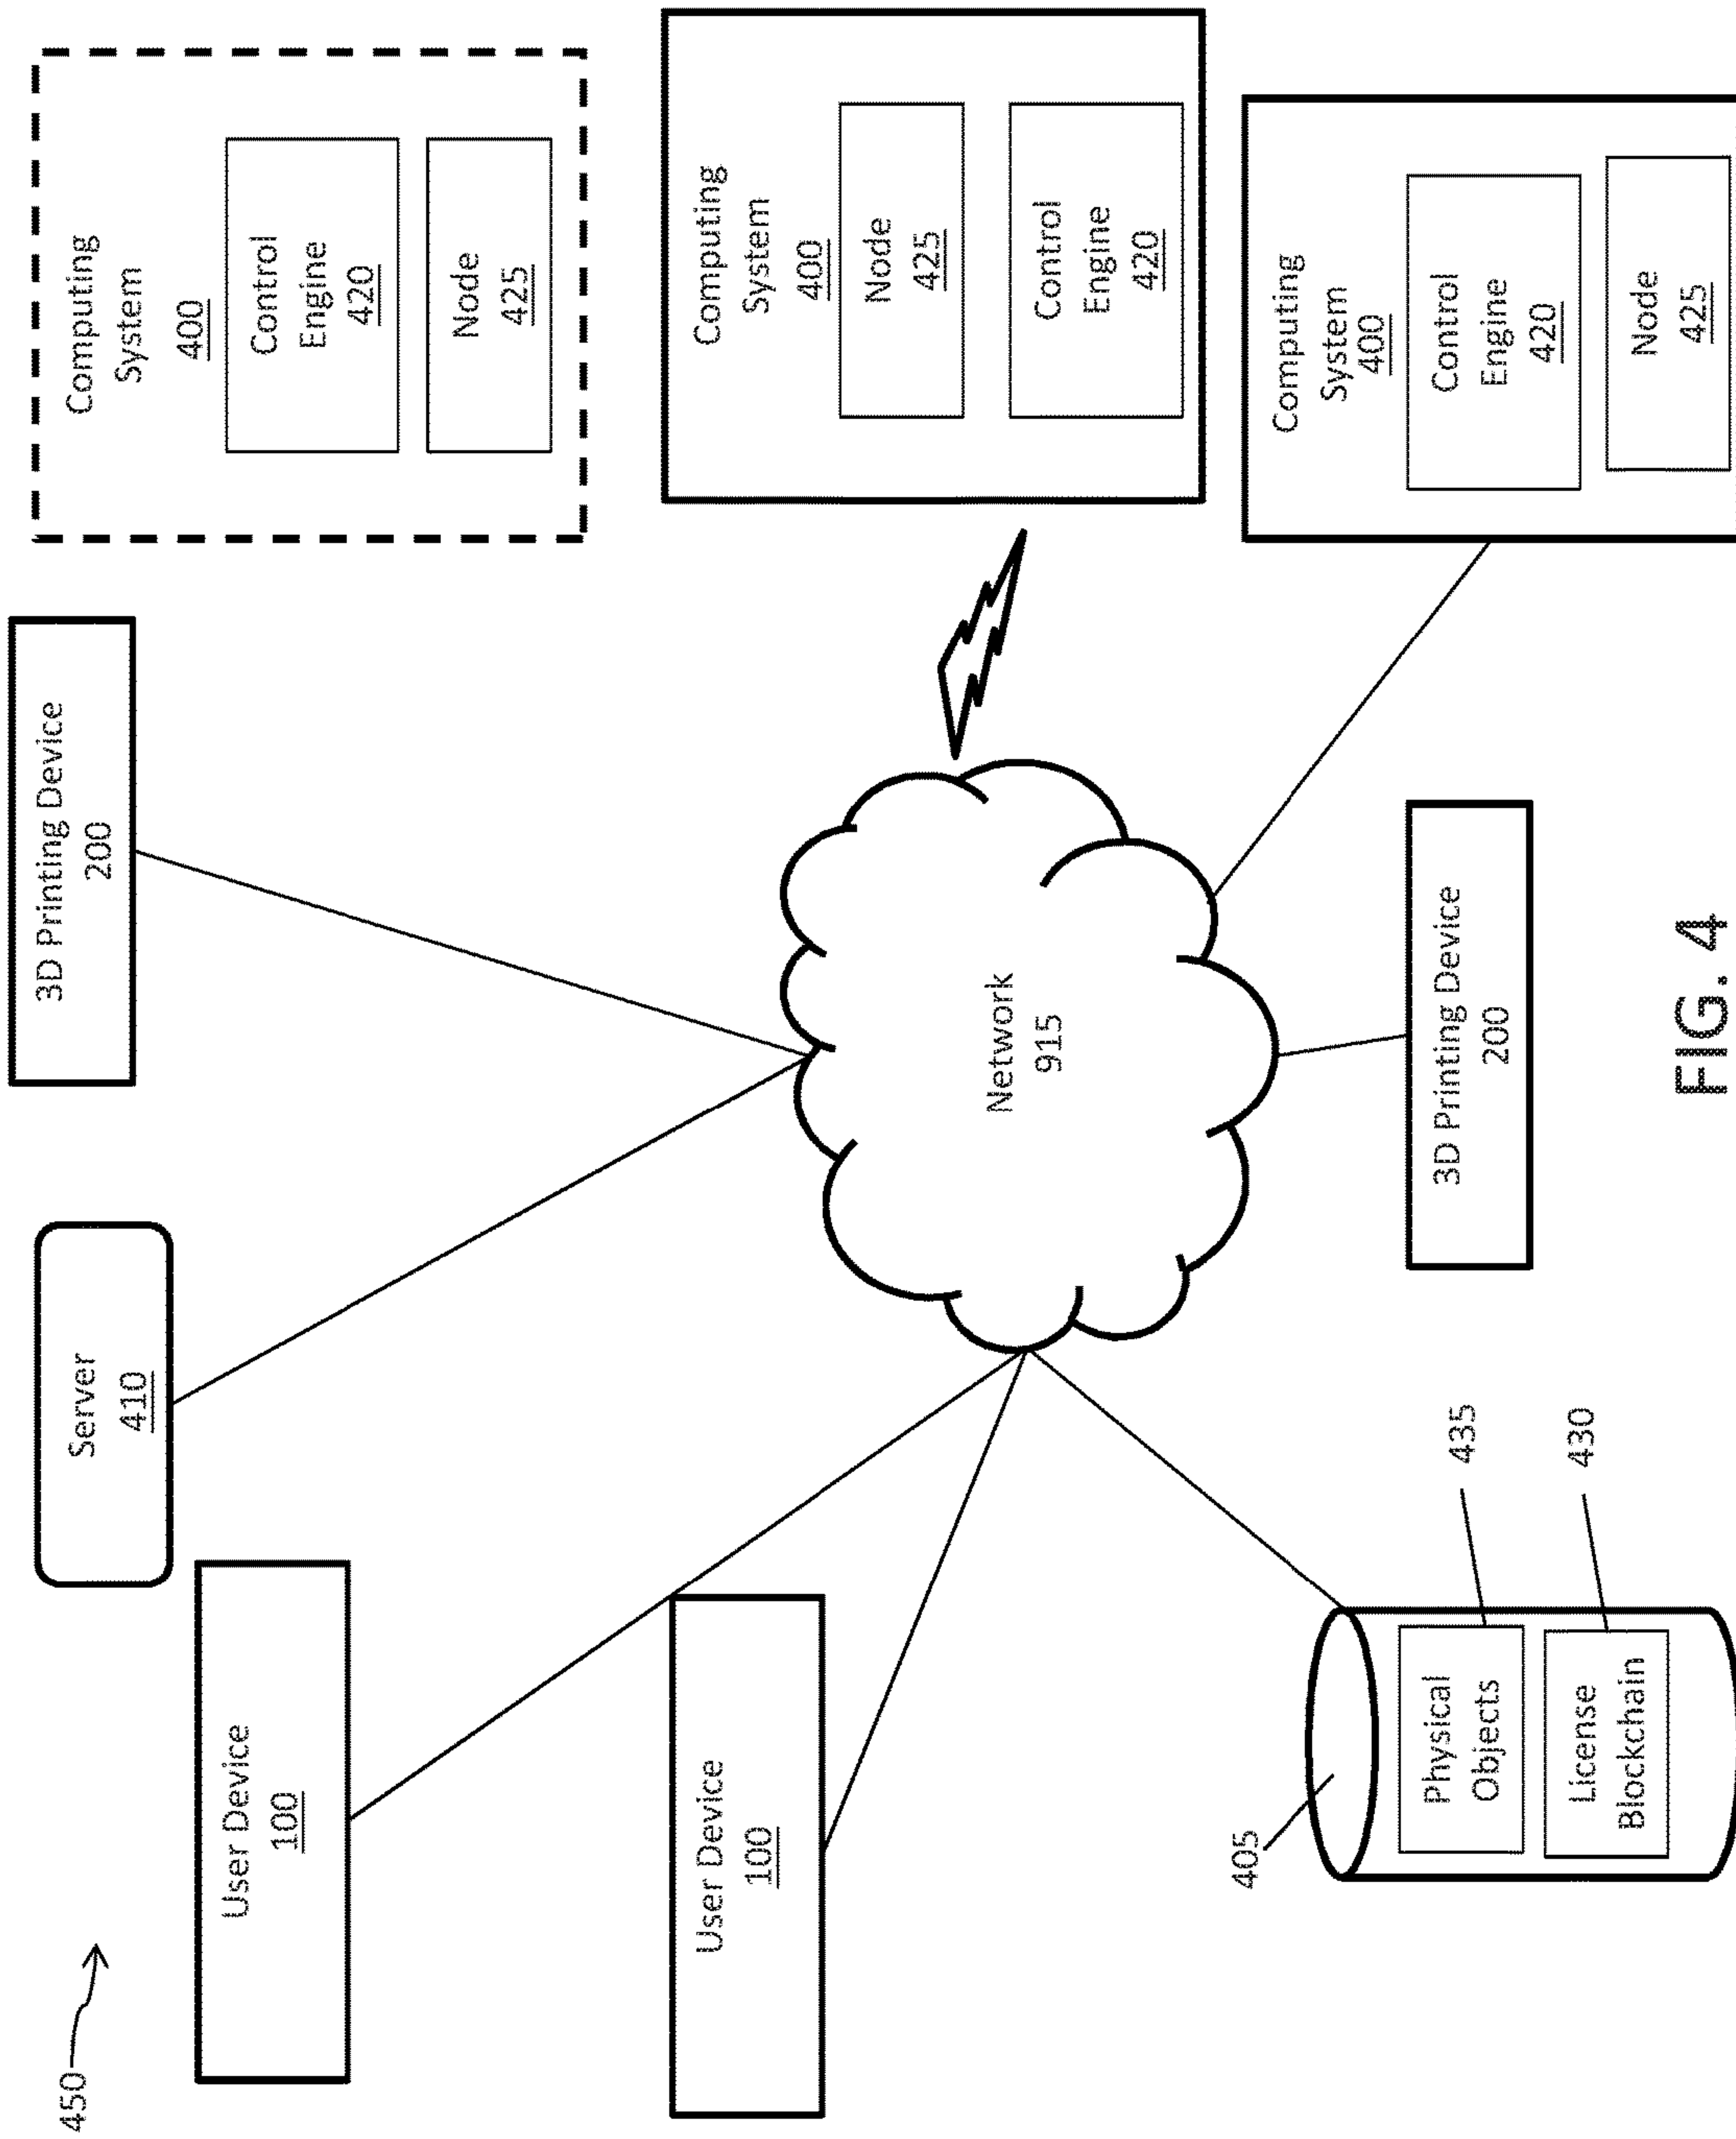 450
User Device
100
Server
410
3D Printing Device
200
Computing
System
400
Control
Engine
420
Node
425
User Device
100
Network
915
Computing
System
400
Node
425
Control
Engine
420
405
Physical
Objects
435
License
Blockchain
430
3D Printing Device
200
Computing
System
400
Control
Engine
420
Node
425
FIG. 4